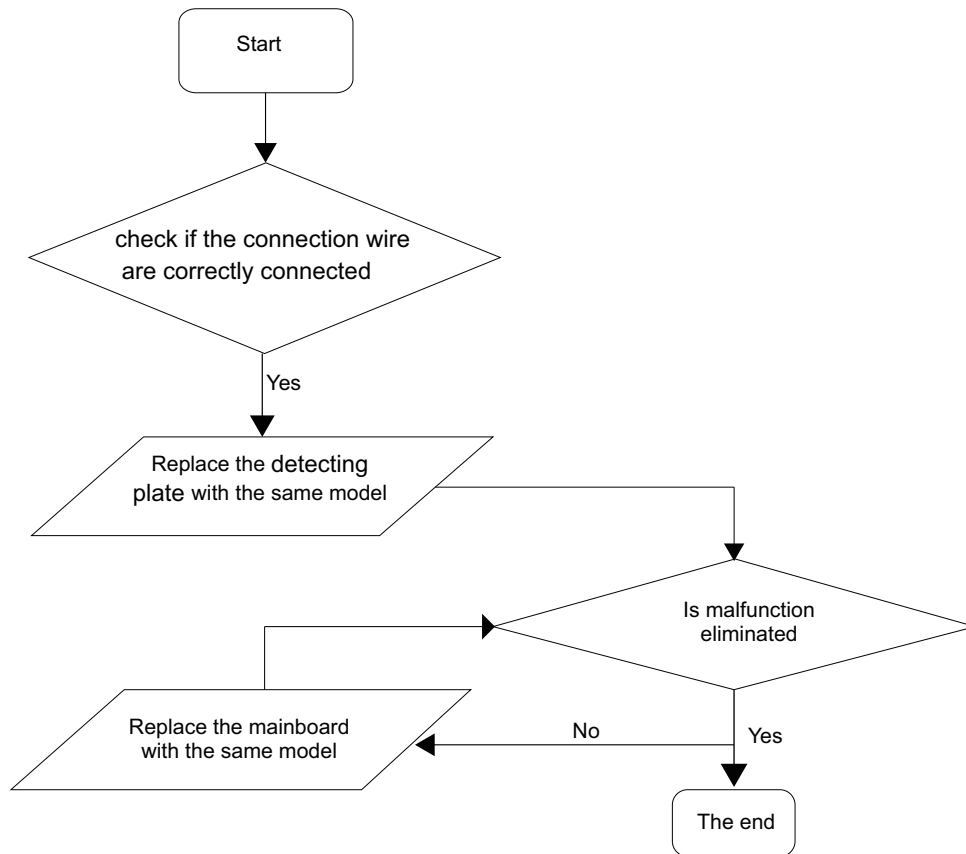 Start
check if the connection wire
are correctly connected
Yes
Replace the detecting
plate with the same model
Is malfunction
eliminated
Replace the mainboard
with the same model
No
Yes
The end